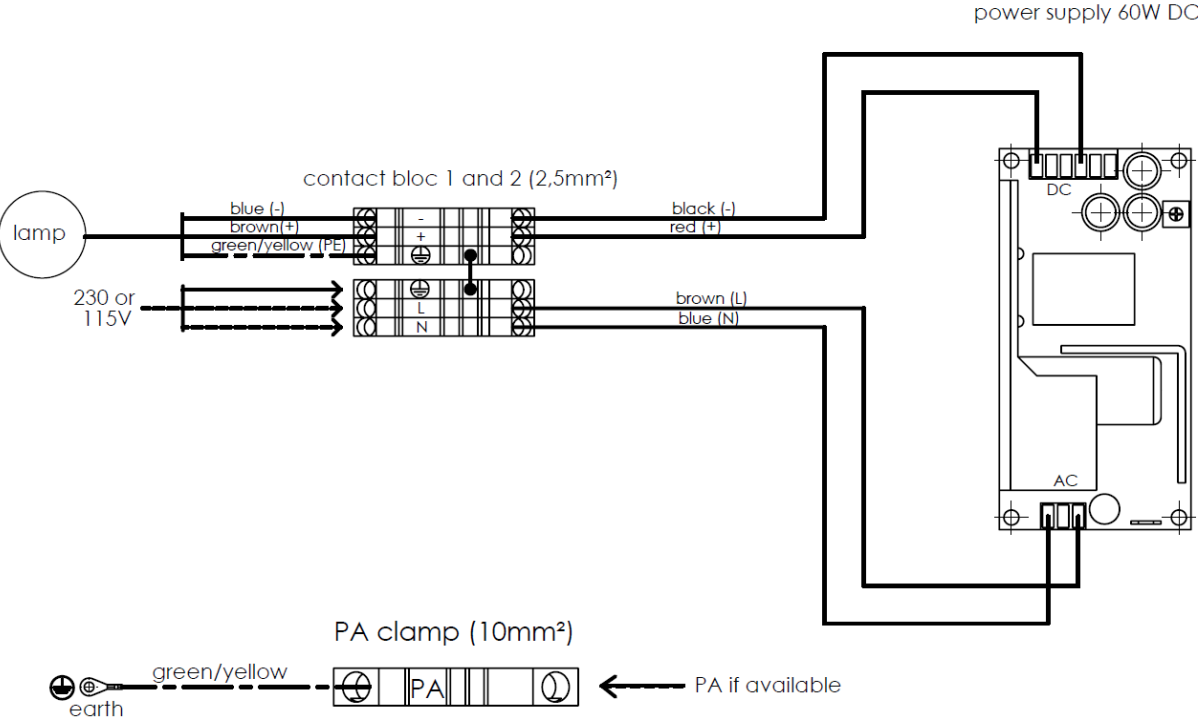 power supply 60W DC
contact bloc 1 and 2 (2,5mm²)
lamp
blue (-)
brown(+)
green/yellow (PE)
-
+
black (-)
red (+)
DC
230 or
115V
L
N
brown (L)
blue (N)
AC
PA clamp (10mm²)
green/yellow
earth
PA
PA if available